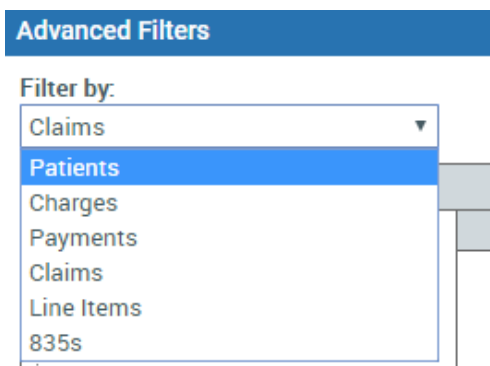 Advanced Filters
Filter by:
Claims
Patients
Charges
Payments
Claims
Line Items
835s